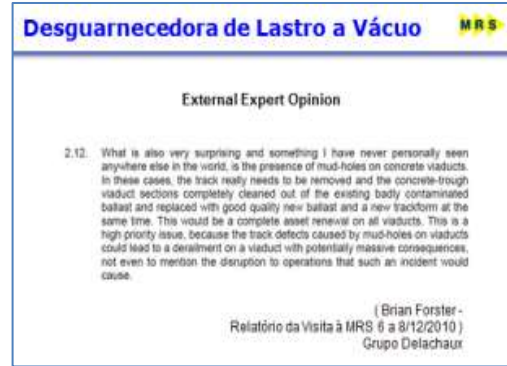 Desguarnecedora de Lastro a Vácuo
MRS
External Expert Opinion
2.12. What is also very surprising and something I have never personally seen
anywhere else in the world, is the presence of mud-holes on concrete viaducts.
In these cases, the track really needs to be removed and the concrete-trough
viaduct sections completely cleaned out of the existing badly contaminated
ballast and replaced with good quality new ballast and a new trackform at the
same time. This would be a complete asset renewal on all viaducts. This is a
high priority issue, because the track defects caused by mud-holes on viaducts
could lead to a derailment on a viaduct with potentially massive consequences,
not even to mention the disruption to operations that such an incident would
cause.
( Brian Forster -
Relatório da Visita à MRS 6 a 8/12/2010 )
Grupo Delachaux